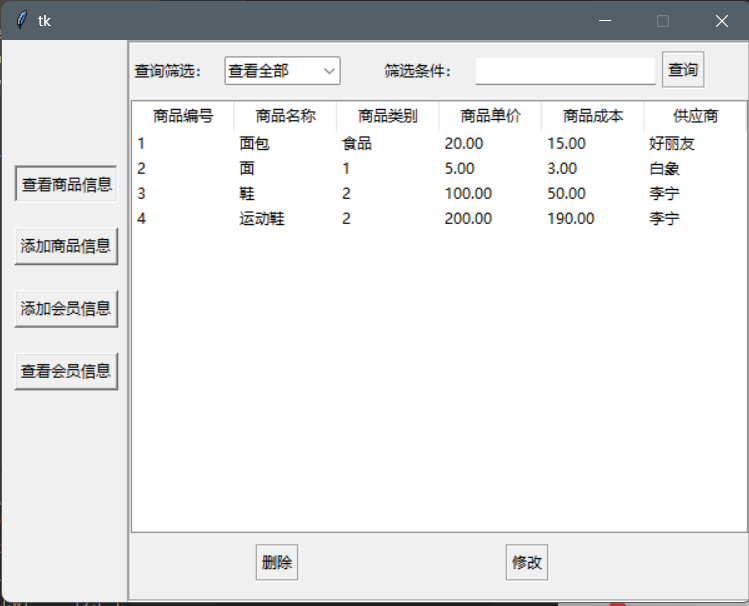 tk
查询筛选: 查看全部 筛选条件: 查询
商品编号 商品名称 商品类别 商品单价 商品成本 供应商
1 面包 食品 20.00 15.00 好丽友
2 面 1 5.00 3.00 白象
3 鞋 2 100.00 50.00 李宁
4 运动鞋 2 200.00 190.00 李宁
查看商品信息
添加商品信息
添加会员信息
查看会员信息
删除 修改